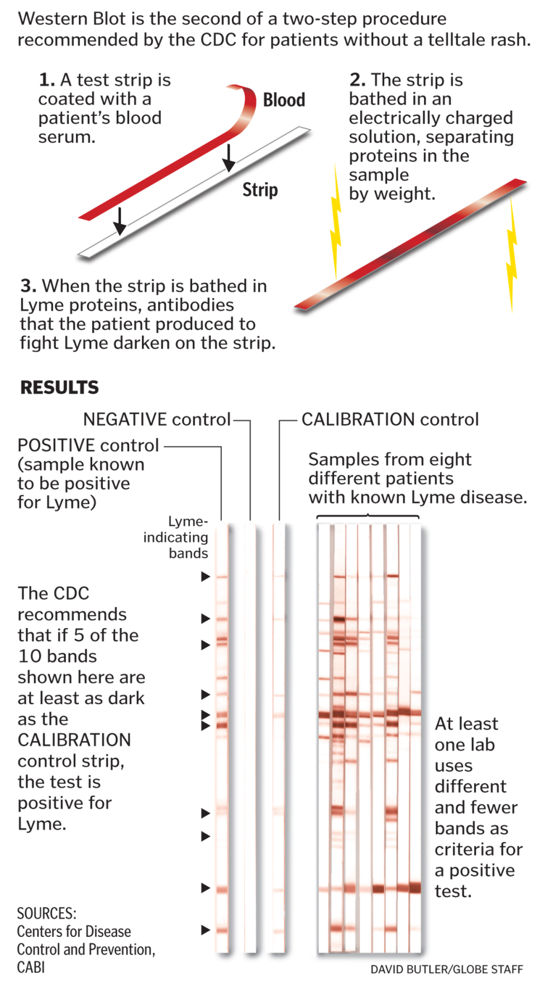 Western Blot is the second of a two-step procedure
recommended by the CDC for patients without a telltale rash.
1. A test strip is
coated with a
patient's blood
serum.
Blood
Strip
2. The strip is
bathed in an
electrically charged
solution, separating
proteins in the
sample
by weight.
3. When the strip is bathed in
Lyme proteins, antibodies
that the patient produced to
fight Lyme darken on the strip.
RESULTS
NEGATIVE control
CALIBRATION control
POSITIVE control
(sample known
to be positive
for Lyme)
Samples from eight
different patients
with known Lyme disease.
Lyme-
indicating
bands
The CDC
recommends
that if 5 of the
10 bands
shown here are
at least as dark
as the
CALIBRATION
control strip,
the test is
positive for
Lyme.
At least
one lab
uses
different
and fewer
bands as
criteria for
a positive
test.
SOURCES:
Centers for Disease
Control and Prevention,
CABI
DAVID BUTLER/GLOBE STAFF